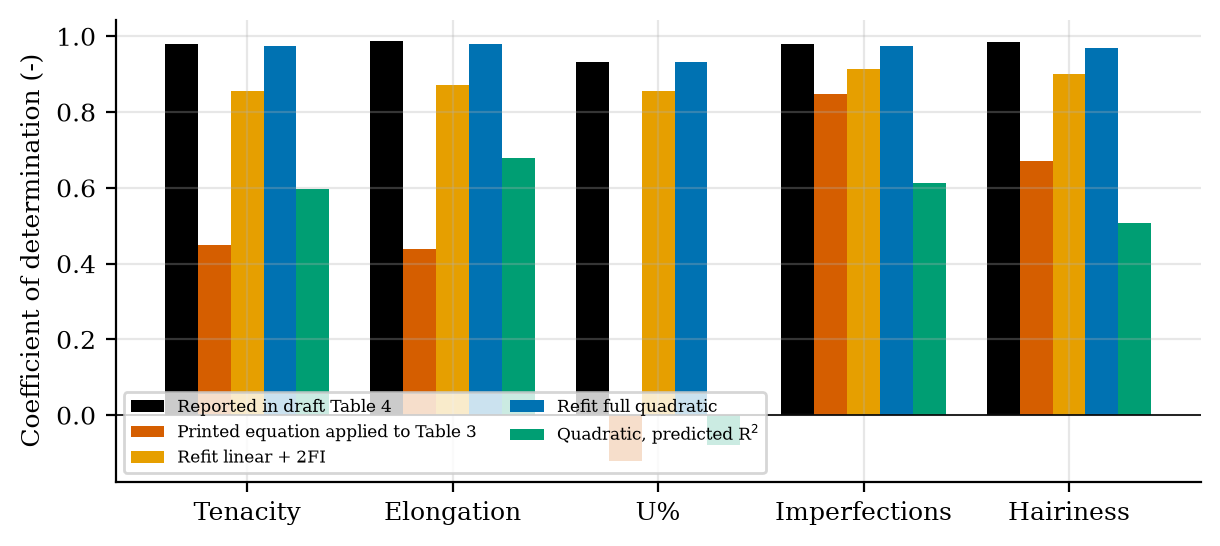 Coefficient of determination (-)
1.0
0.8
0.6
0.4
0.2
0.0
Reported in draft Table 4
Printed equation applied to Table 3
Refit linear + 2FI
Refit full quadratic
Quadratic, predicted R²
Tenacity
Elongation
U%
Imperfections
Hairiness